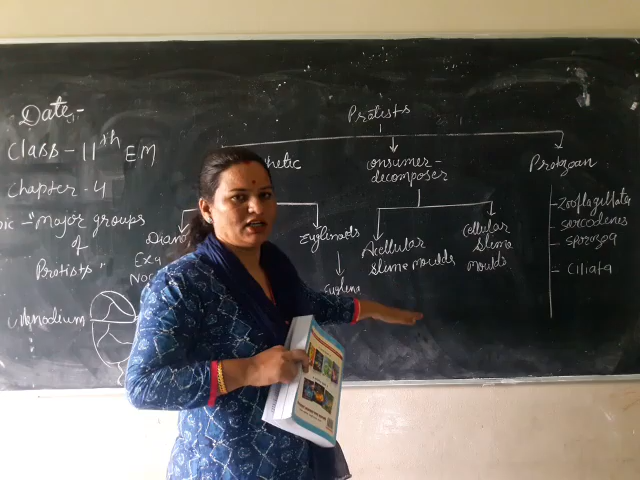 Date,-
Class - 11th EM
Chapter - 4
"Major groups
of
Protists"
Protists
consumer-
decomposer
Protozoan
Euglenoids
Euglena
Acellular
slime moulds
Cellular
slime
moulds
Zooflagellata
sarcodenes
sporozoa
Ciliata